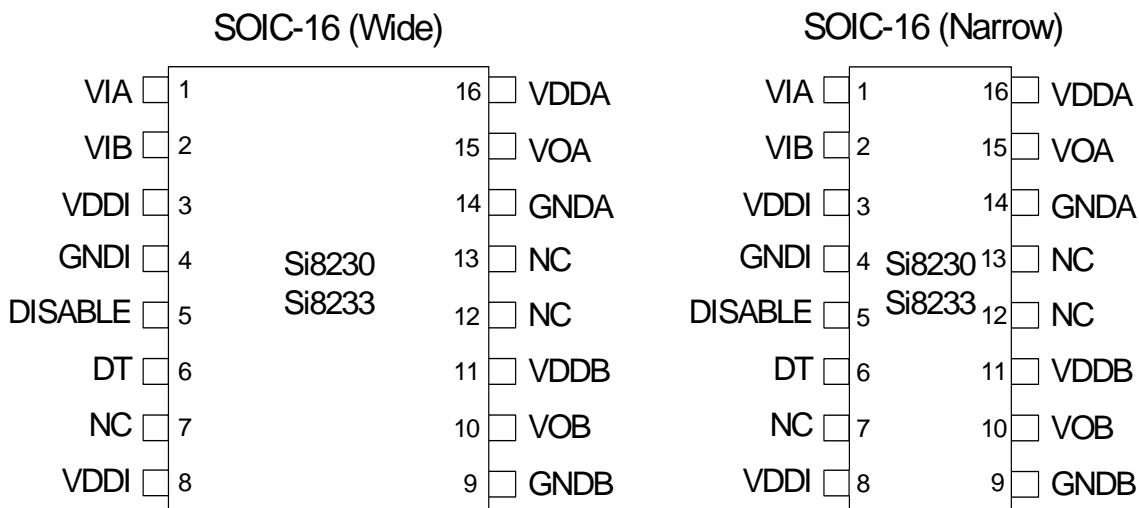 SOIC-16 (Wide)
VIA 1 16 VDDA
VIB 2 15 VOA
VDDI 3 14 GNDA
GNDI 4 Si8230 13 NC
DISABLE 5 Si8233 12 NC
DT 6 11 VDDB
NC 7 10 VOB
VDDI 8 9 GNDB
SOIC-16 (Narrow)
VIA 1 16 VDDA
VIB 2 15 VOA
VDDI 3 14 GNDA
GNDI 4 Si8230 13 NC
DISABLE 5 Si8233 12 NC
DT 6 11 VDDB
NC 7 10 VOB
VDDI 8 9 GNDB